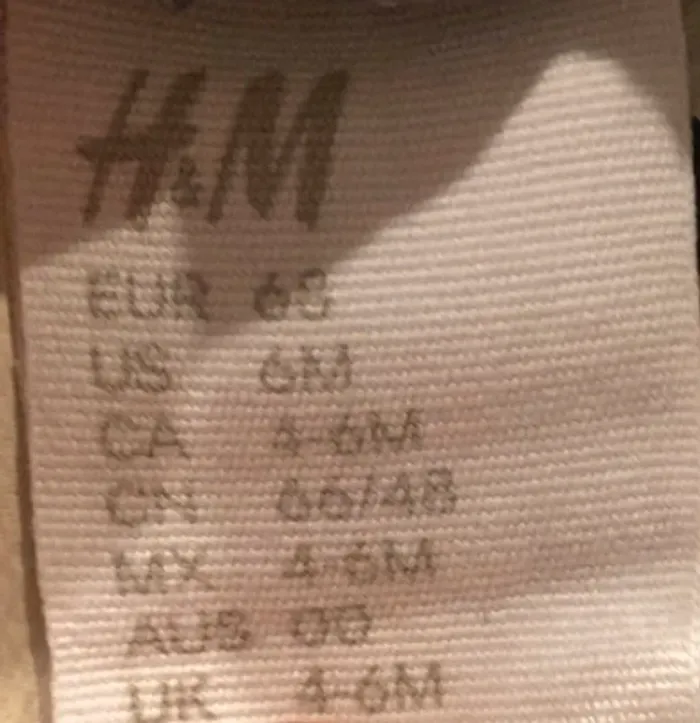 H&M
EUR 68
US 6M
CA 4-6M
CN 66/48
MX 4-6M
AUS 00
UK 4-6M